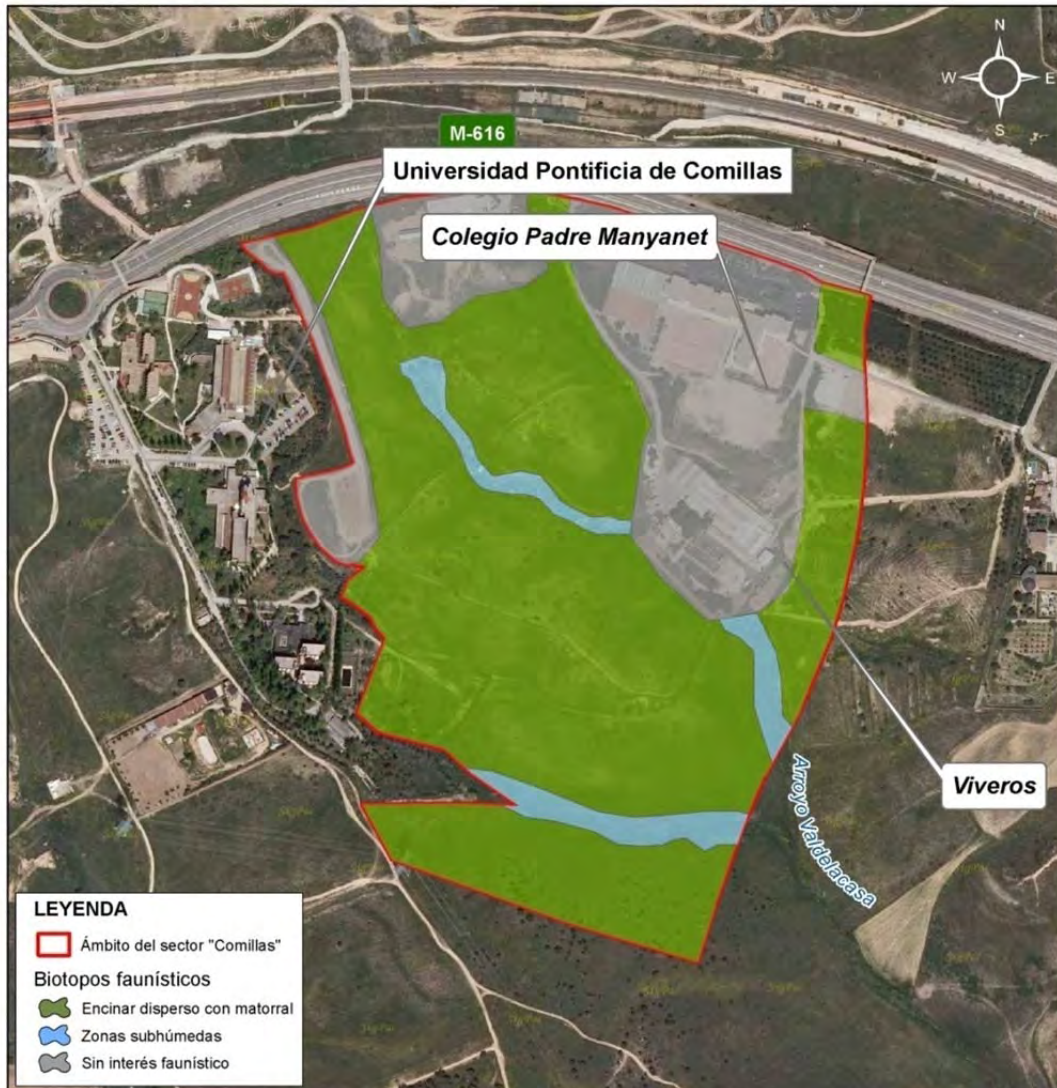 N
W E
S
M-616
Universidad Pontificia de Comillas
Colegio Padre Manyanet
Viveros
Arroyo Valdelacasa
LEYENDA
Ámbito del sector "Comillas"
Biotopos faunísticos
Encinar disperso con matorral
Zonas subhúmedas
Sin interés faunístico